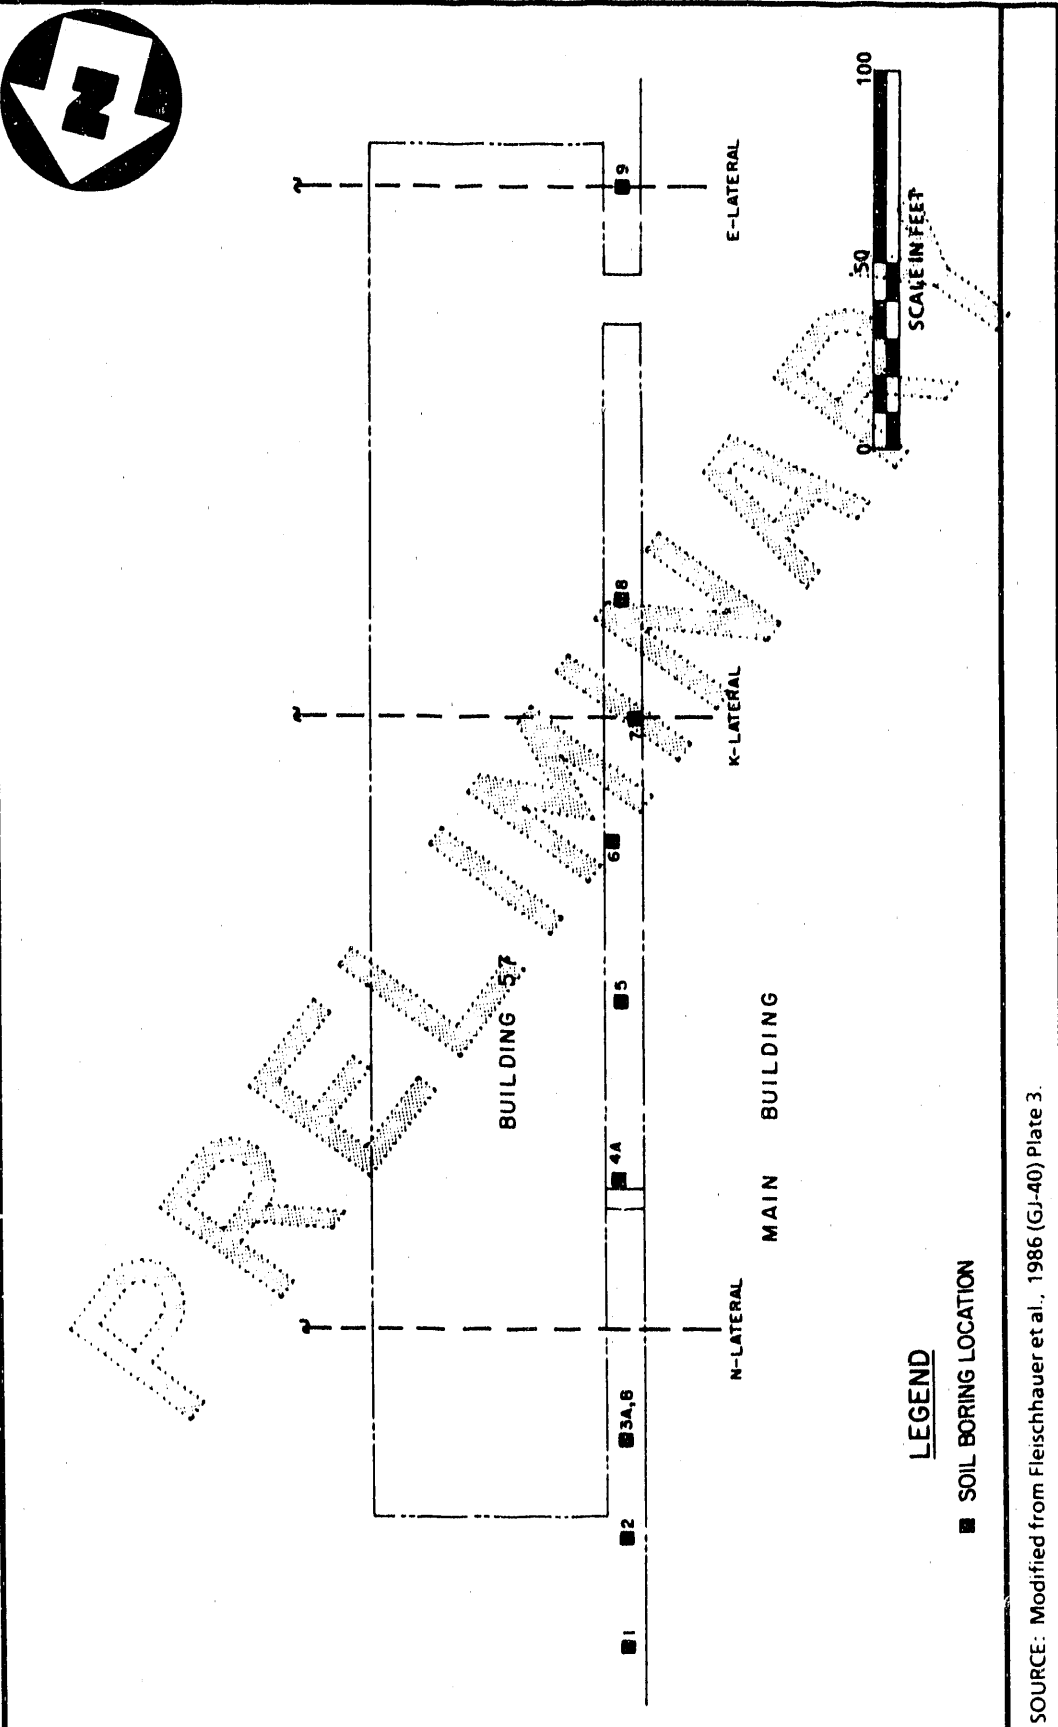 N
PRELIMINARY
BUILDING 57
MAIN BUILDING
N-LATERAL
K-LATERAL
E-LATERAL
1
2
3A,B
4A
5
6
7
8
9
0
50
100
SCALE IN FEET
LEGEND
SOIL BORING LOCATION
SOURCE: Modified from Fleischhauer et al., 1986 (GJ-40) Plate 3.